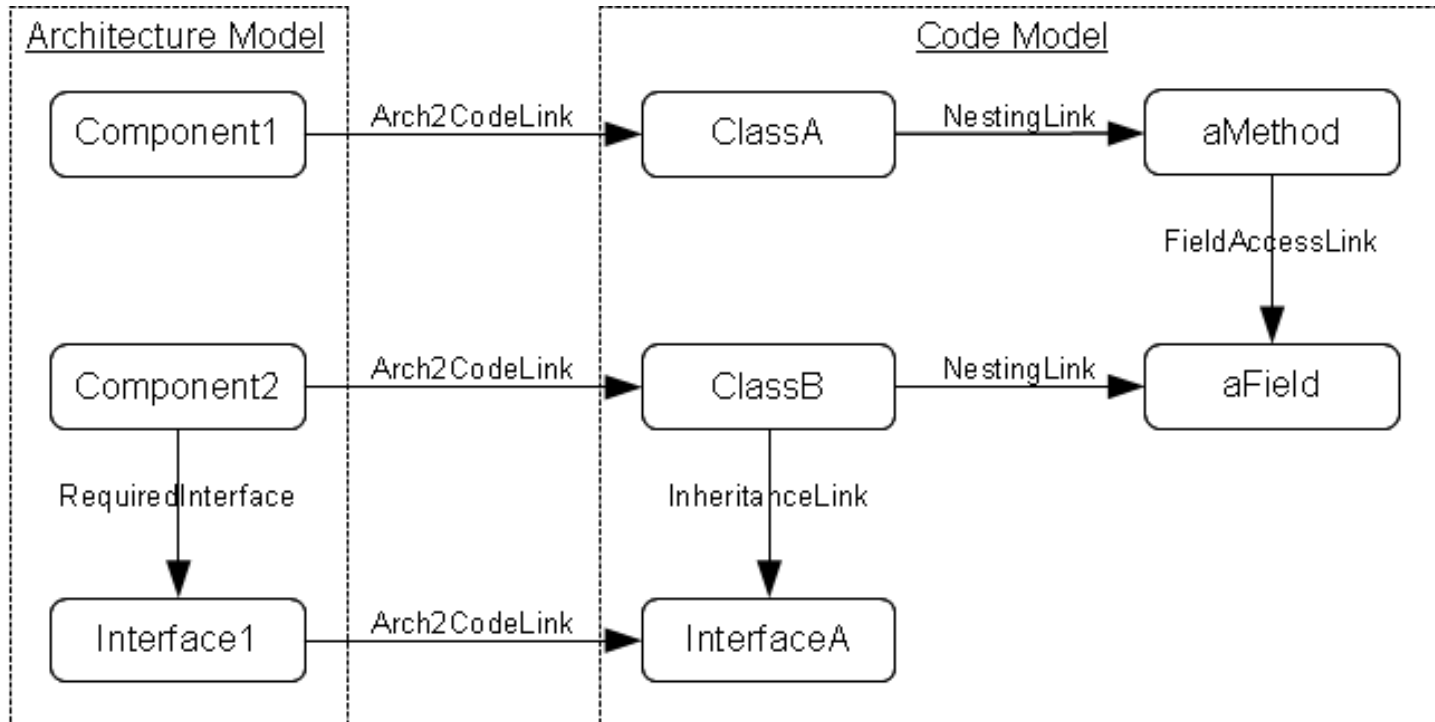 Architecture Model
Code Model
Component1
Arch2CodeLink
ClassA
NestingLink
aMethod
FieldAccessLink
Component2
Arch2CodeLink
ClassB
NestingLink
aField
RequiredInterface
InheritanceLink
Interface1
Arch2CodeLink
InterfaceA